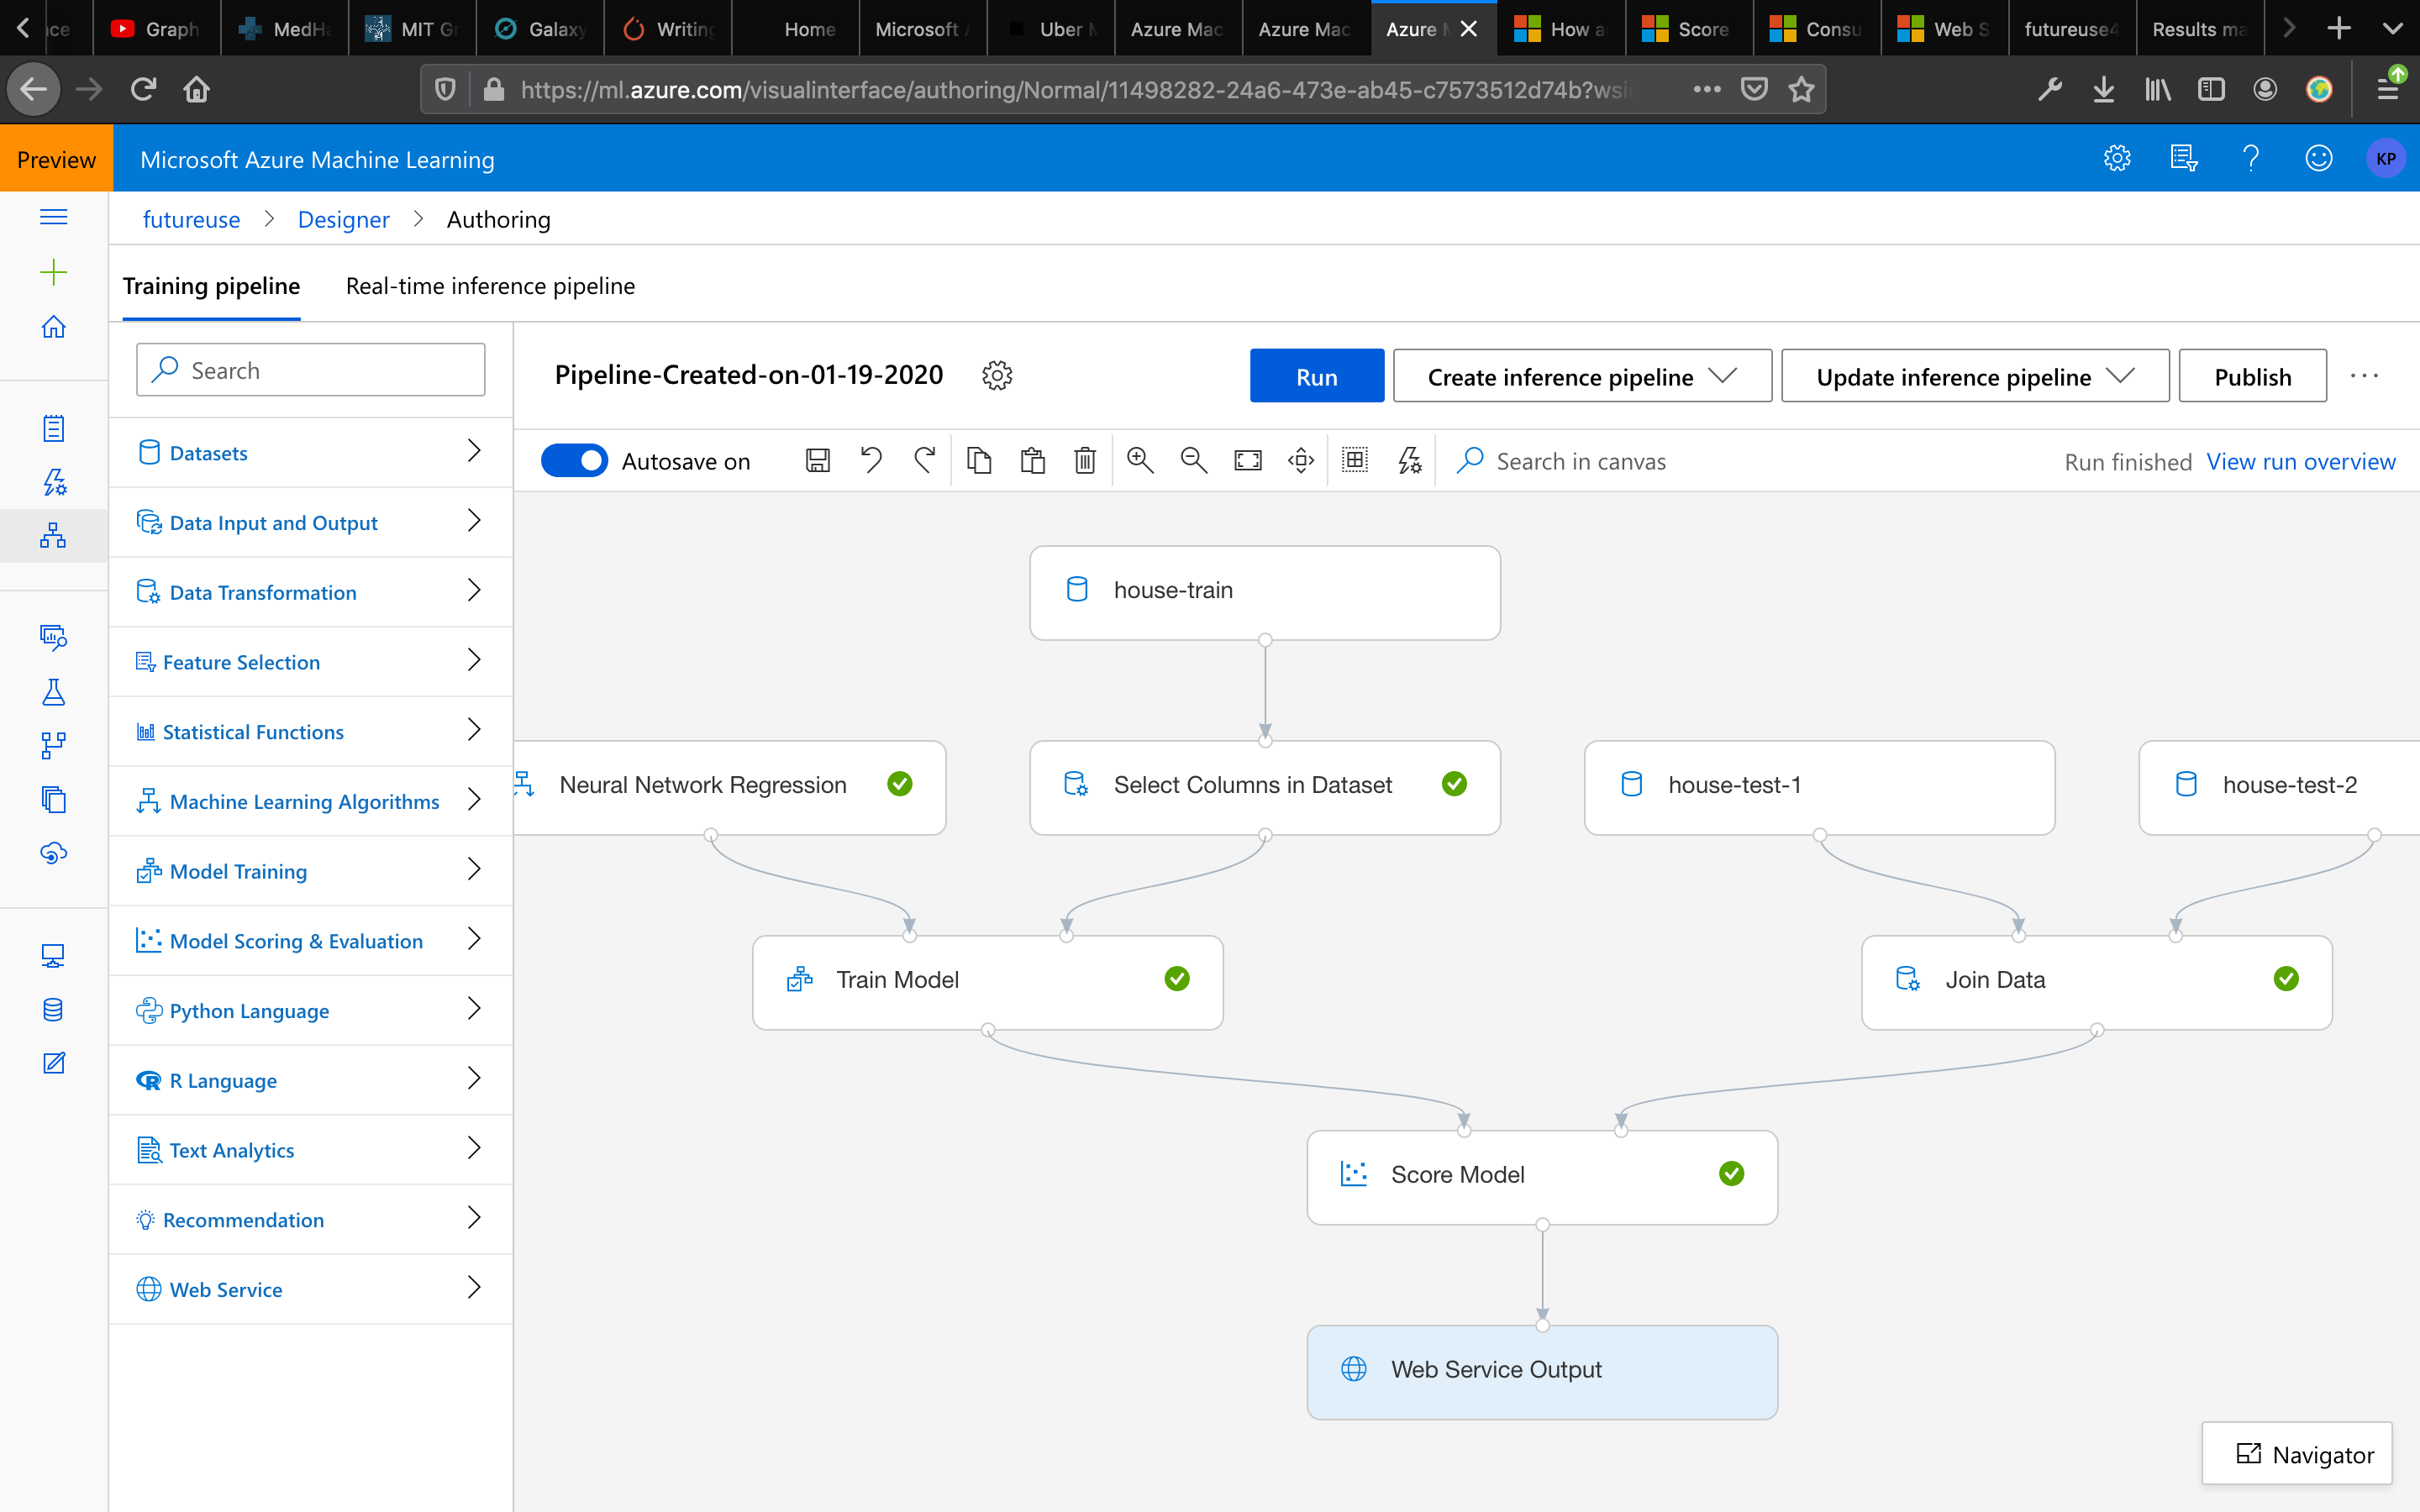 Graph
MedHa
MIT G
Galaxy
Writing
Home
Microsoft A
Uber M
Azure Mac
Azure Mac
Azure M
How a
Score
Consu
Web S
futureuse4
Results ma
https://ml.azure.com/visualinterface/authoring/Normal/11498282-24a6-473e-ab45-c7573512d74b?wsi
Preview
Microsoft Azure Machine Learning
KP
futureuse > Designer > Authoring
Training pipeline
Real-time inference pipeline
Search
Pipeline-Created-on-01-19-2020
Run
Create inference pipeline
Update inference pipeline
Publish
Autosave on
Search in canvas
Run finished
View run overview
Datasets
Data Input and Output
Data Transformation
Feature Selection
Statistical Functions
Machine Learning Algorithms
Model Training
Model Scoring & Evaluation
Python Language
R Language
Text Analytics
Recommendation
Web Service
house-train
Neural Network Regression
Select Columns in Dataset
house-test-1
house-test-2
Train Model
Join Data
Score Model
Web Service Output
Navigator